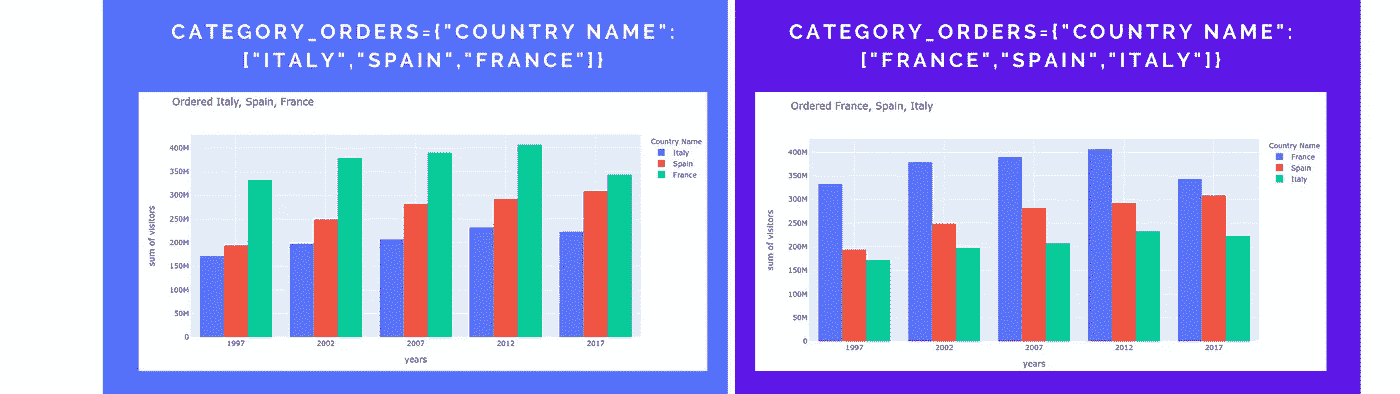 CATEGORY_ORDERS={"COUNTRY NAME":
["ITALY","SPAIN","FRANCE"]}
Ordered Italy, Spain, France
400M
350M
300M
250M
200M
150M
100M
50M
0
sum of visitors
1997 2002 2007 2012 2017
years
Country Name
Italy
Spain
France
CATEGORY_ORDERS={"COUNTRY NAME":
["FRANCE","SPAIN","ITALY"]}
Ordered France, Spain, Italy
400M
350M
300M
250M
200M
150M
100M
50M
0
sum of visitors
1997 2002 2007 2012 2017
years
Country Name
France
Spain
Italy